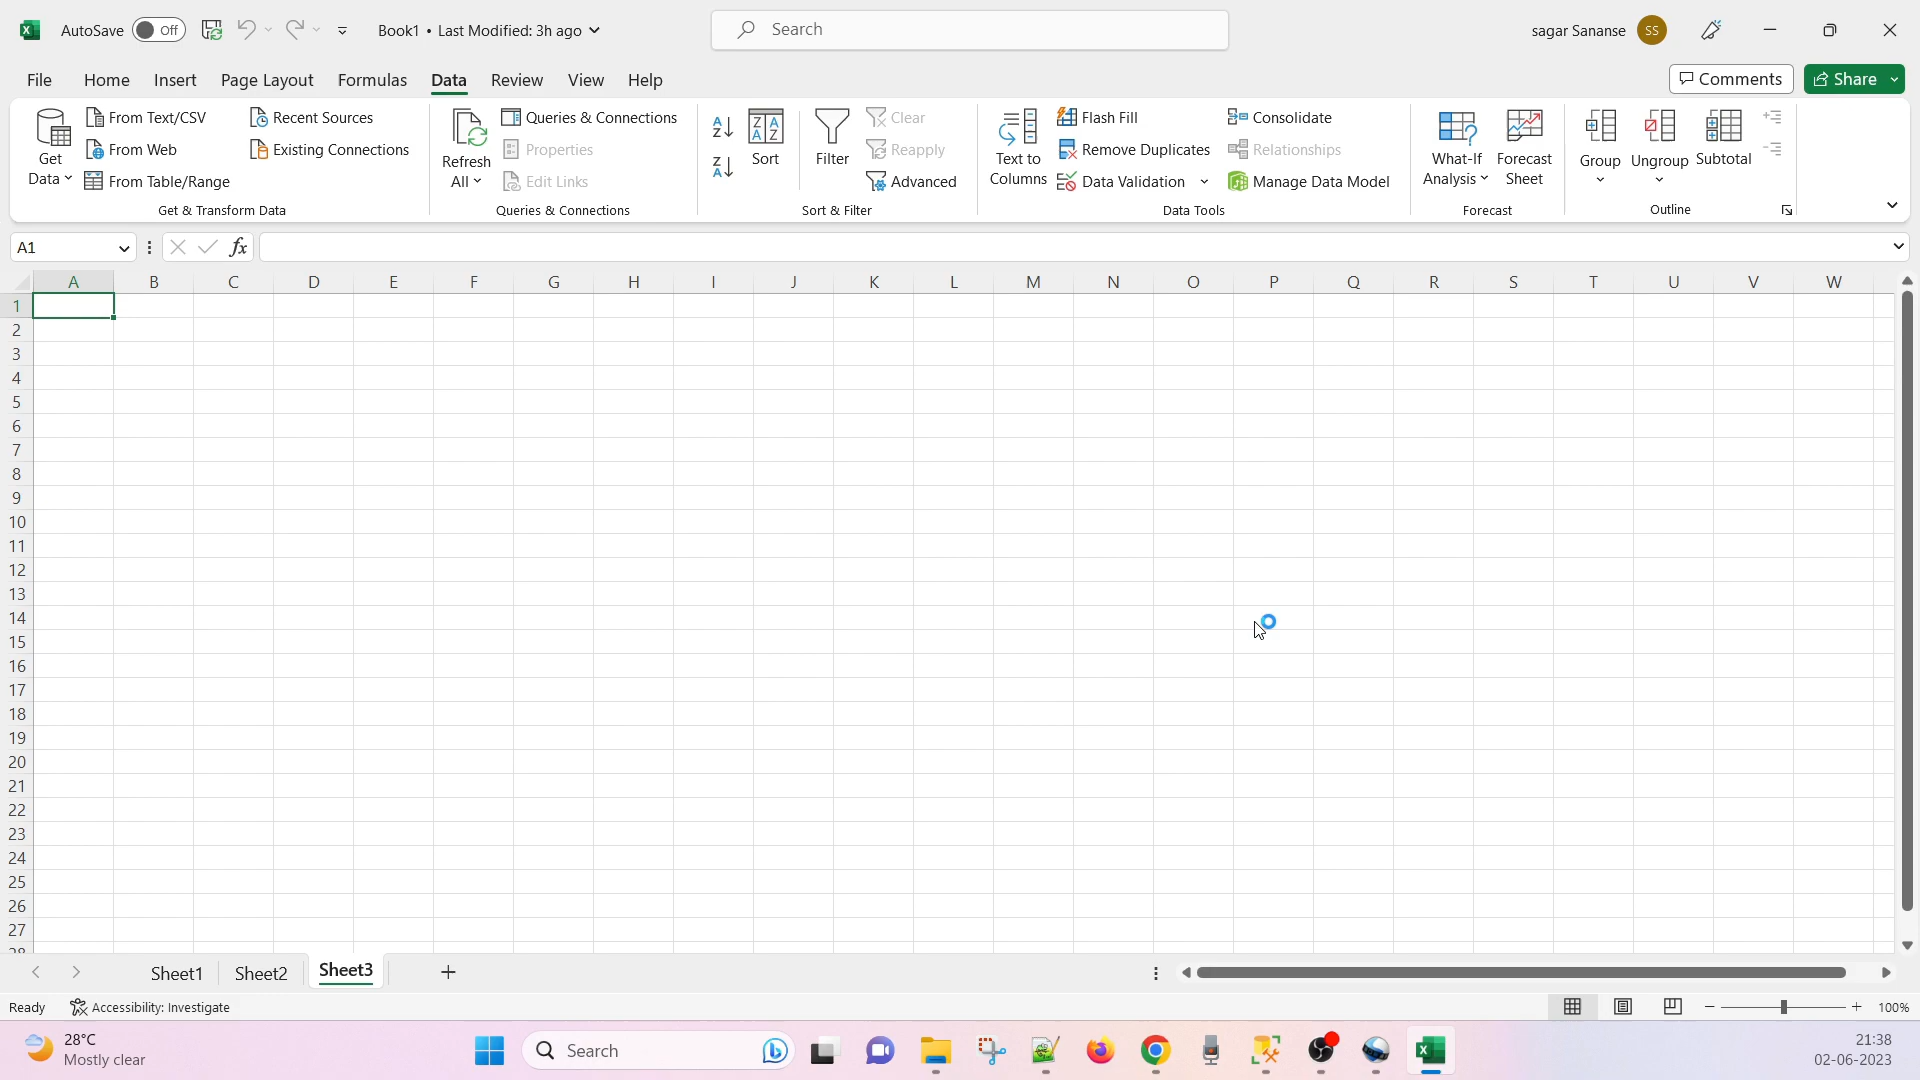 AutoSave Off Book1 • Last Modified: 3h ago Search sagar Sananse SS
File Home Insert Page Layout Formulas Data Review View Help Comments Share
Get Data From Text/CSV From Web From Table/Range Recent Sources Existing Connections
Get & Transform Data
Refresh All Queries & Connections Properties Edit Links
Queries & Connections
Sort Filter Clear Reapply Advanced
Sort & Filter
Text to Columns Flash Fill Remove Duplicates Data Validation Consolidate Relationships Manage Data Model
Data Tools
What-If Analysis Forecast Sheet
Forecast
Group Ungroup Subtotal
Outline
A1 fx
A B C D E F G H I J K L M N O P Q R S T U V W
1
2
3
4
5
6
7
8
9
10
11
12
13
14
15
16
17
18
19
20
21
22
23
24
25
26
27
28
Sheet1 Sheet2 Sheet3
Ready Accessibility: Investigate 100%
28°C
Mostly clear
Search
21:38
02-06-2023